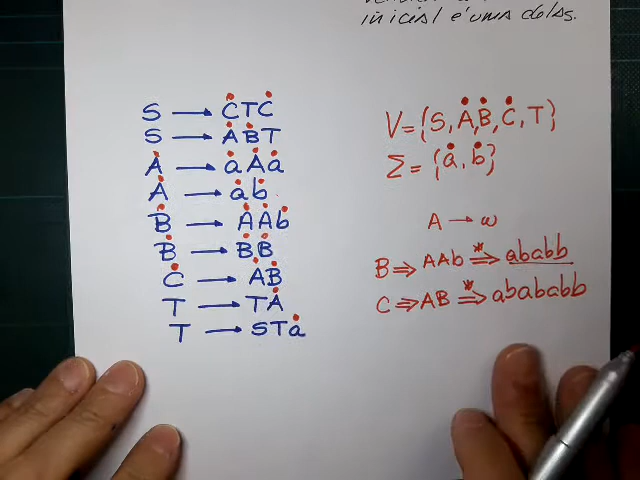 inicial é uma delas.
S → CTC
S → ABT
A → aAa
A → ab
B → AAb
B → BB
C → AB
T → TA
T → STa
V = {S, A, B, C, T}
Σ = {a, b}
A → ω
B ⇒ AAb ⇒* ababb
C ⇒ AB ⇒* abababb